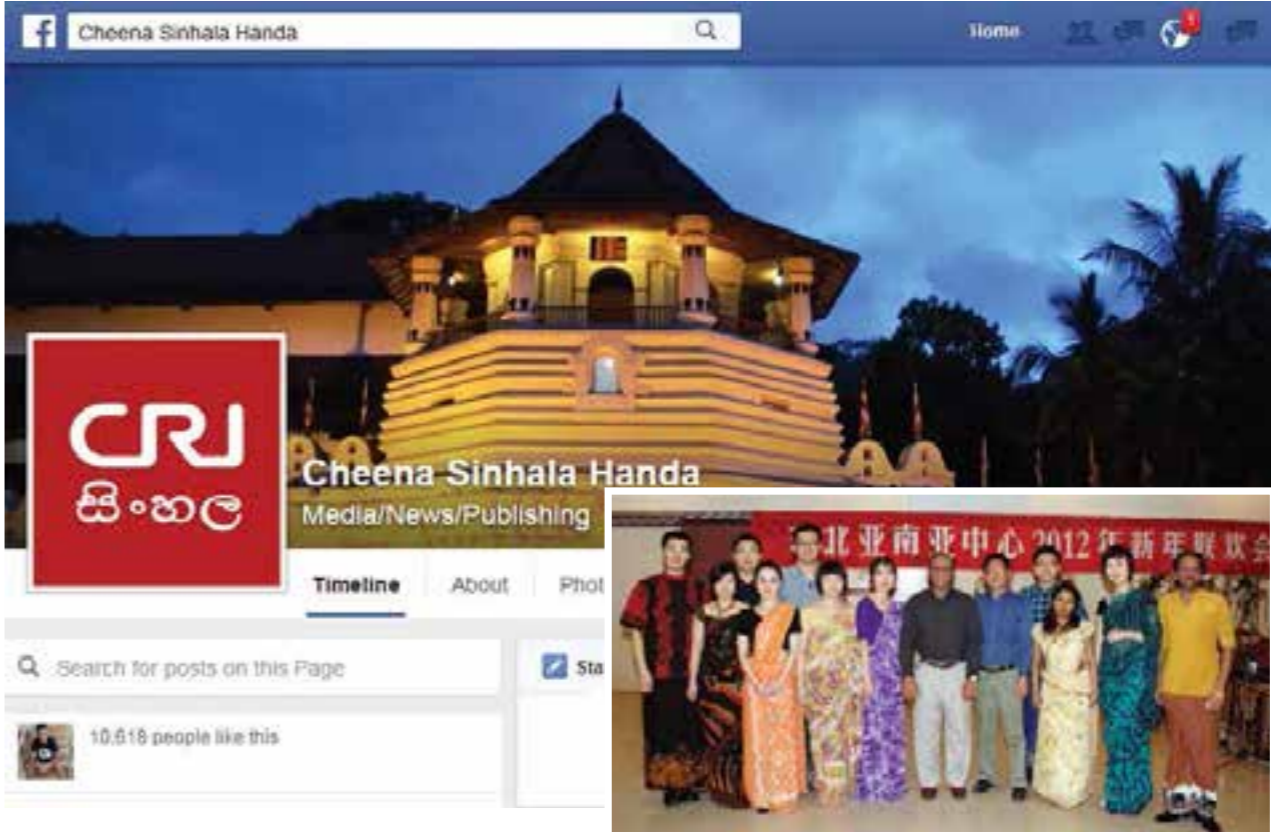 f
Cheena Sinhala Handa
Home
CRI
සිංහල
Cheena Sinhala Handa
Media/News/Publishing
Timeline
About
Phot
Search for posts on this Page
Sta
10,618 people like this
北亚南亚中心2012年新年联欢会